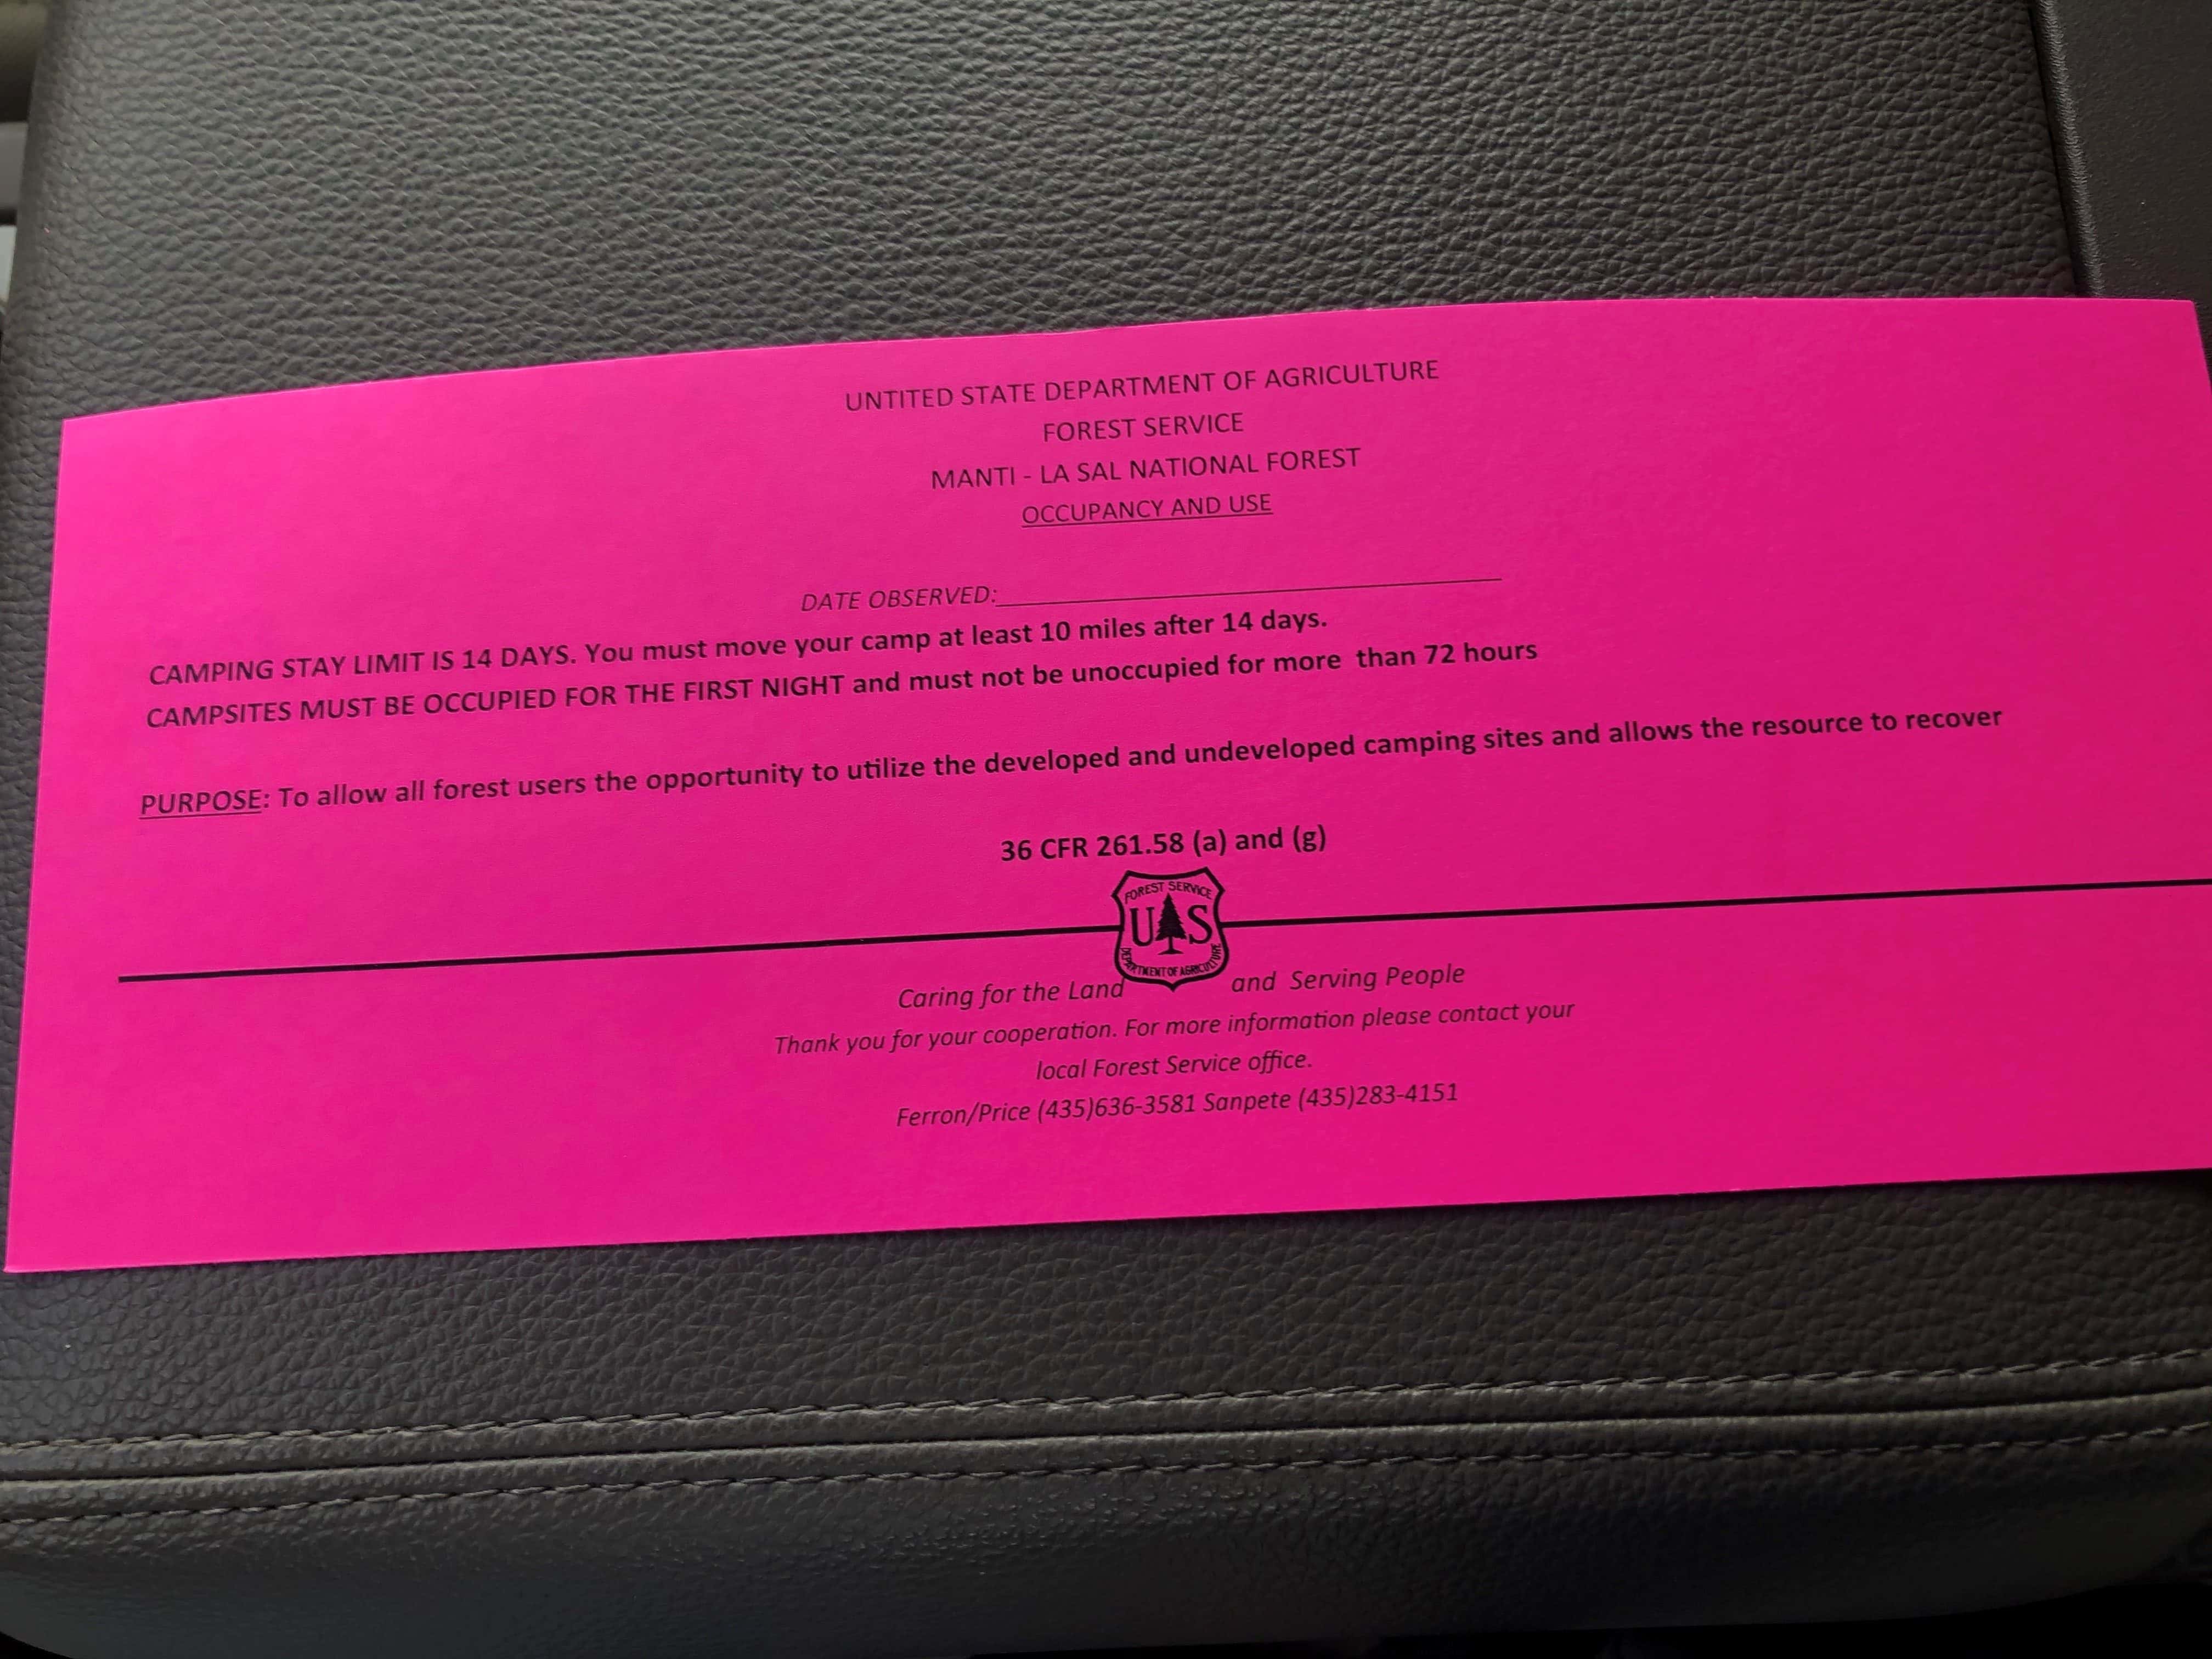 UNTITED STATE DEPARTMENT OF AGRICULTURE
FOREST SERVICE
MANTI - LA SAL NATIONAL FOREST
OCCUPANCY AND USE
DATE OBSERVED:
CAMPING STAY LIMIT IS 14 DAYS. You must move your camp at least 10 miles after 14 days.
CAMPSITES MUST BE OCCUPIED FOR THE FIRST NIGHT and must not be unoccupied for more than 72 hours
PURPOSE: To allow all forest users the opportunity to utilize the developed and undeveloped camping sites and allows the resource to recover
36 CFR 261.58 (a) and (g)
FOREST SERVICE
U S
DEPARTMENT OF AGRICULTURE
Caring for the Land and Serving People
Thank you for your cooperation. For more information please contact your
local Forest Service office.
Ferron/Price (435)636-3581 Sanpete (435)283-4151